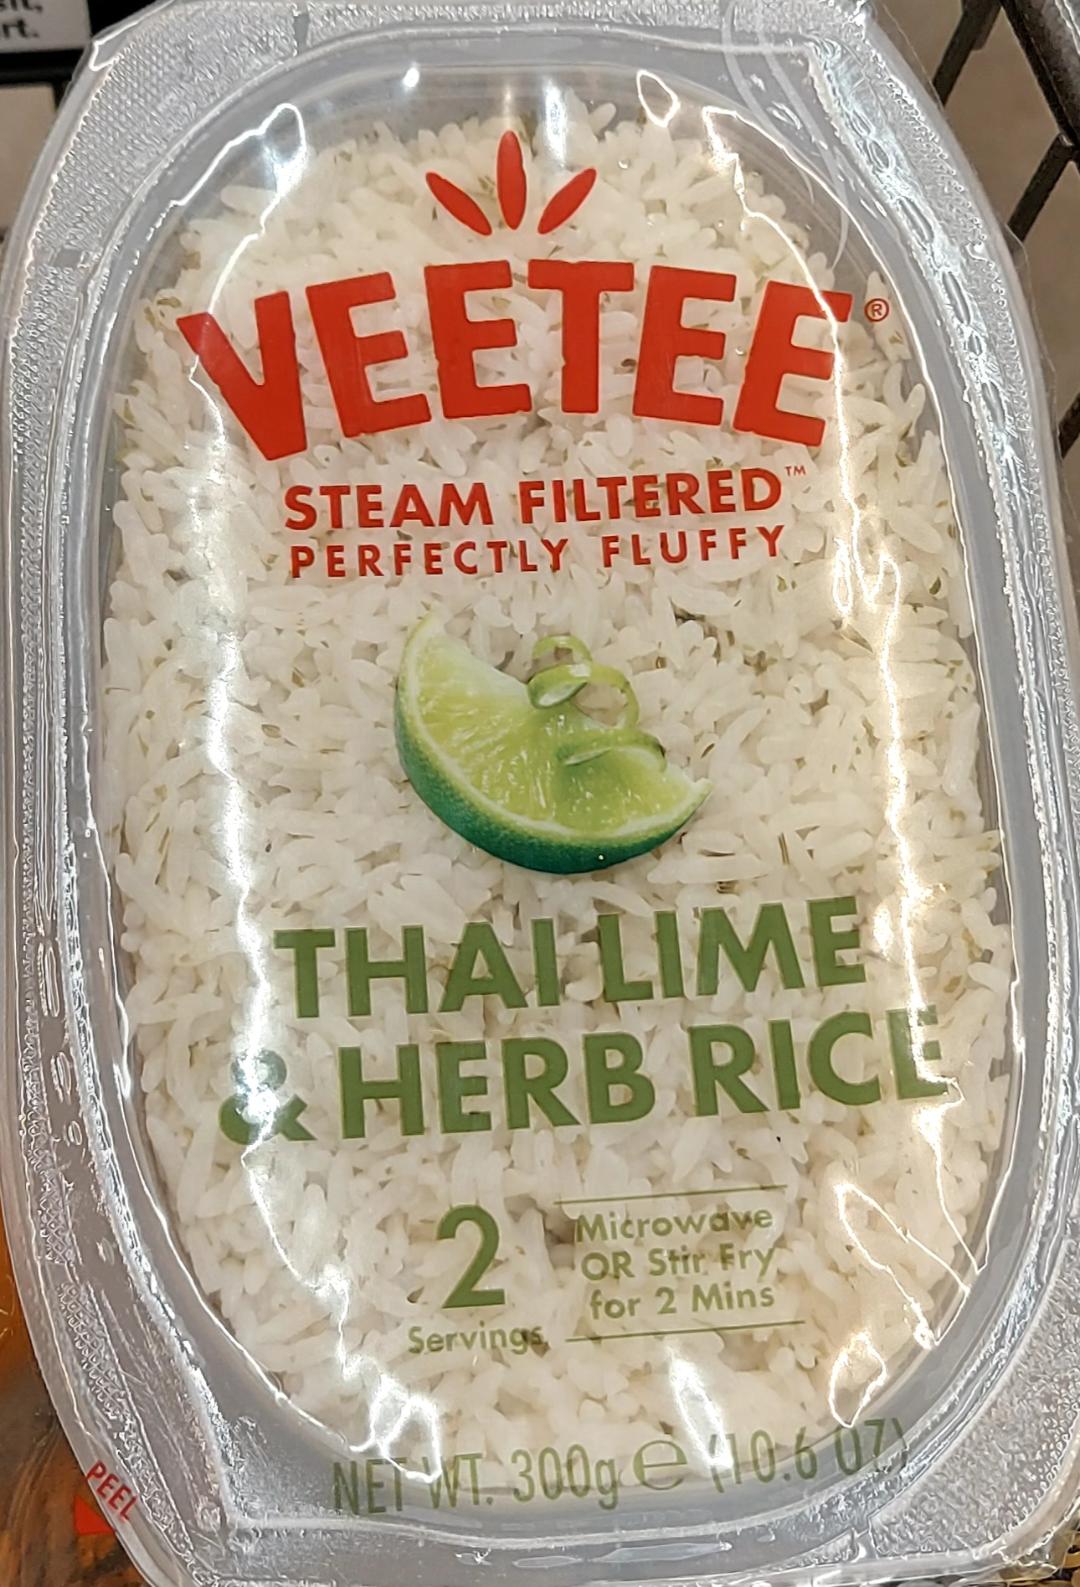 rt.
VEETEE®
STEAM FILTERED™
PERFECTLY FLUFFY
THAI LIME
& HERB RICE
2
Servings
Microwave
OR Stir Fry
for 2 Mins
NET WT. 300g ℮ (10.6 OZ)
PEEL